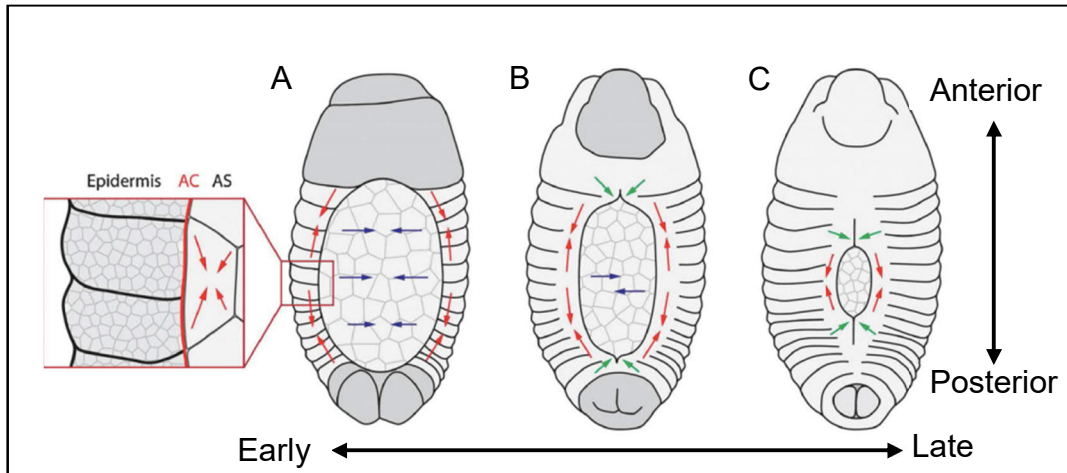 A
B
C
Anterior
Epidermis AC AS
Posterior
Early
Late